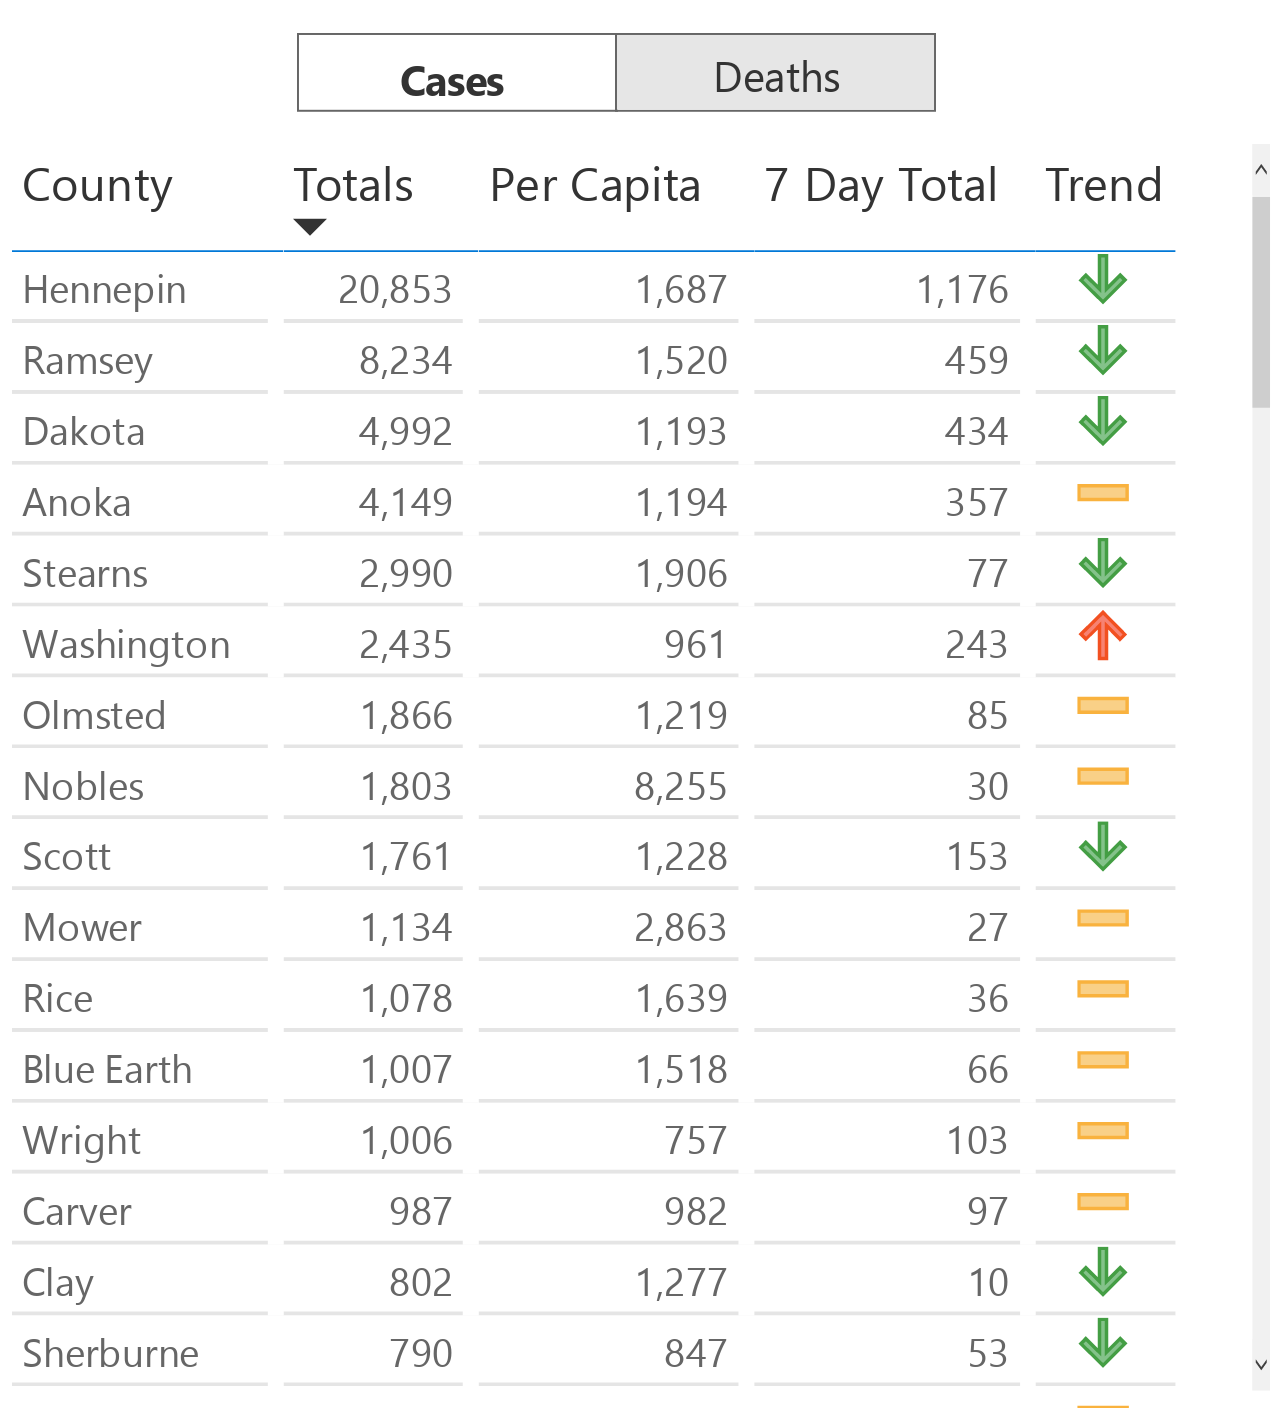 Cases Deaths
County Totals Per Capita 7 Day Total Trend
Hennepin 20,853 1,687 1,176
Ramsey 8,234 1,520 459
Dakota 4,992 1,193 434
Anoka 4,149 1,194 357
Stearns 2,990 1,906 77
Washington 2,435 961 243
Olmsted 1,866 1,219 85
Nobles 1,803 8,255 30
Scott 1,761 1,228 153
Mower 1,134 2,863 27
Rice 1,078 1,639 36
Blue Earth 1,007 1,518 66
Wright 1,006 757 103
Carver 987 982 97
Clay 802 1,277 10
Sherburne 790 847 53